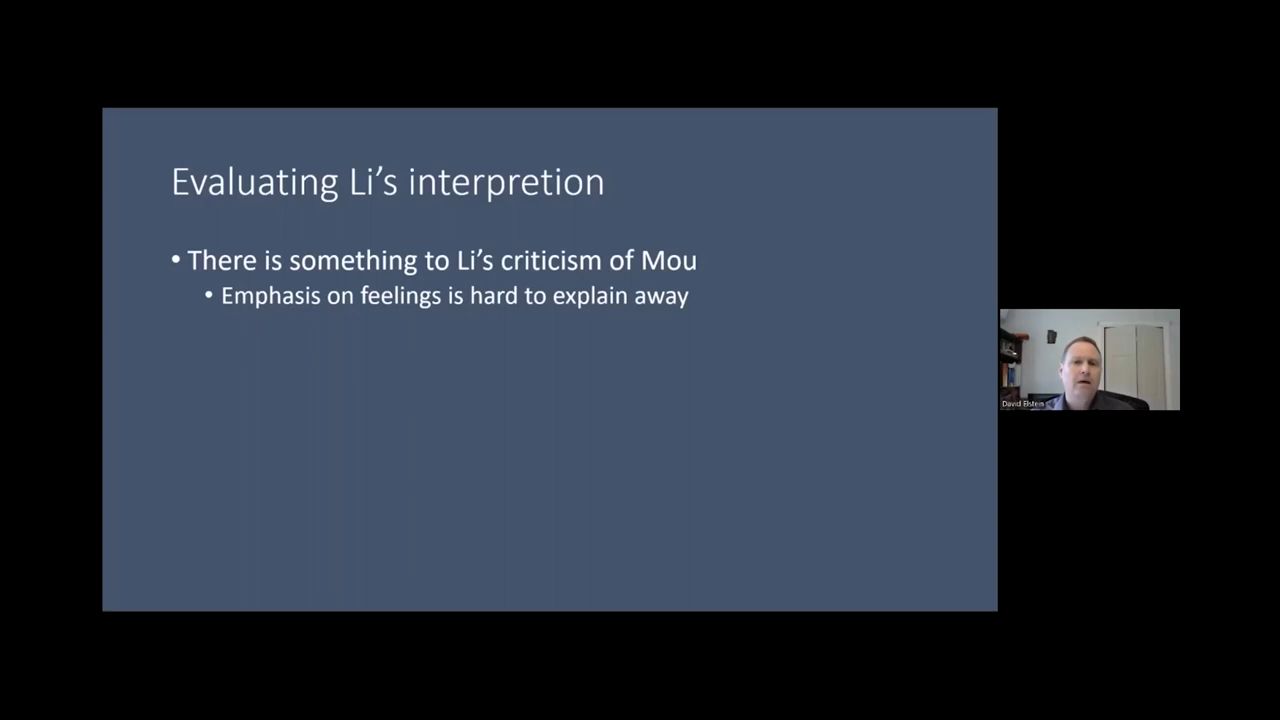 Evaluating Li’s interpretion
• There is something to Li’s criticism of Mou
• Emphasis on feelings is hard to explain away
David Elstein